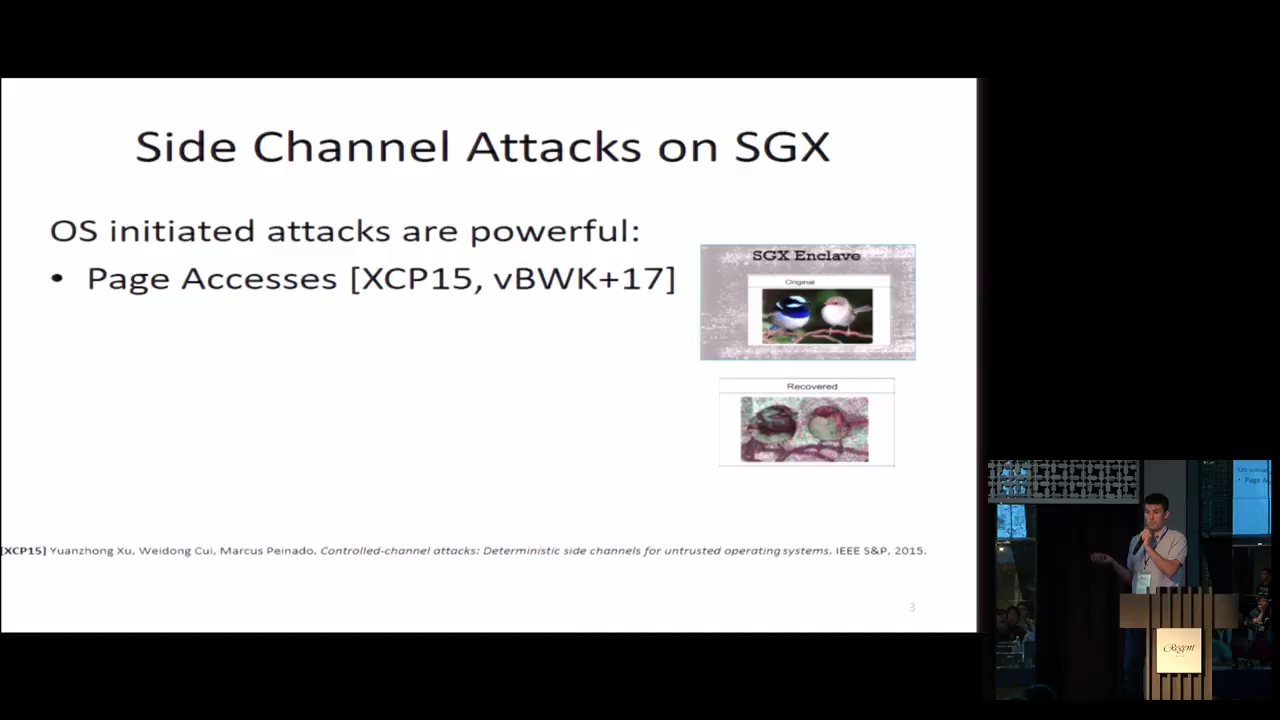 Side Channel Attacks on SGX
OS initiated attacks are powerful:
• Page Accesses [XCP15, vBWK+17]
SGX Enclave
Original
Recovered
[XCP15] Yuanzhong Xu, Weidong Cui, Marcus Peinado. Controlled-channel attacks: Deterministic side channels for untrusted operating systems. IEEE S&P, 2015.
3
Regent